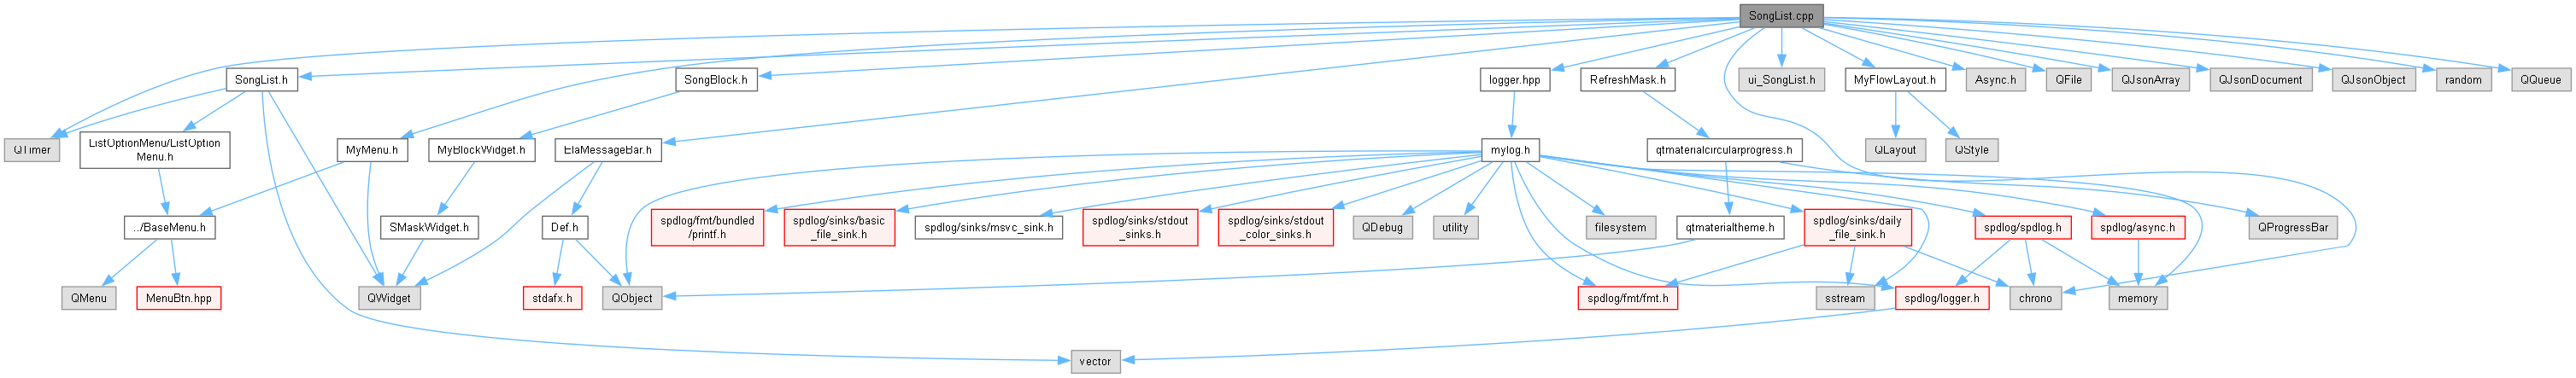 SongList.cpp
SongList.h
SongBlock.h
logger.hpp
RefreshMask.h
ui_SongList.h
MyFlowLayout.h
Async.h
QFile
QJsonArray
QJsonDocument
QJsonObject
random
QQueue
QTimer
ListOptionMenu/ListOption
Menu.h
MyMenu.h
MyBlockWidget.h
ElaMessageBar.h
mylog.h
qtmaterialcircularprogress.h
QLayout
QStyle
../BaseMenu.h
SMaskWidget.h
Def.h
spdlog/fmt/bundled
/printf.h
spdlog/sinks/basic
_file_sink.h
spdlog/sinks/msvc_sink.h
spdlog/sinks/stdout
_sinks.h
spdlog/sinks/stdout
_color_sinks.h
QDebug
utility
filesystem
qtmaterialtheme.h
spdlog/sinks/daily
_file_sink.h
spdlog/spdlog.h
spdlog/async.h
QProgressBar
QMenu
MenuBtn.hpp
QWidget
stdafx.h
QObject
spdlog/fmt/fmt.h
sstream
spdlog/logger.h
chrono
memory
vector